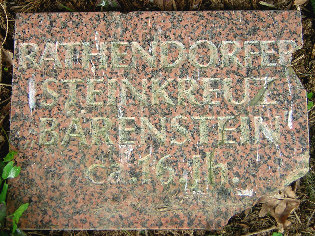 RATHENDORFER
STEINKREUZ
BÄRENSTEIN
ca. 16. Jh.